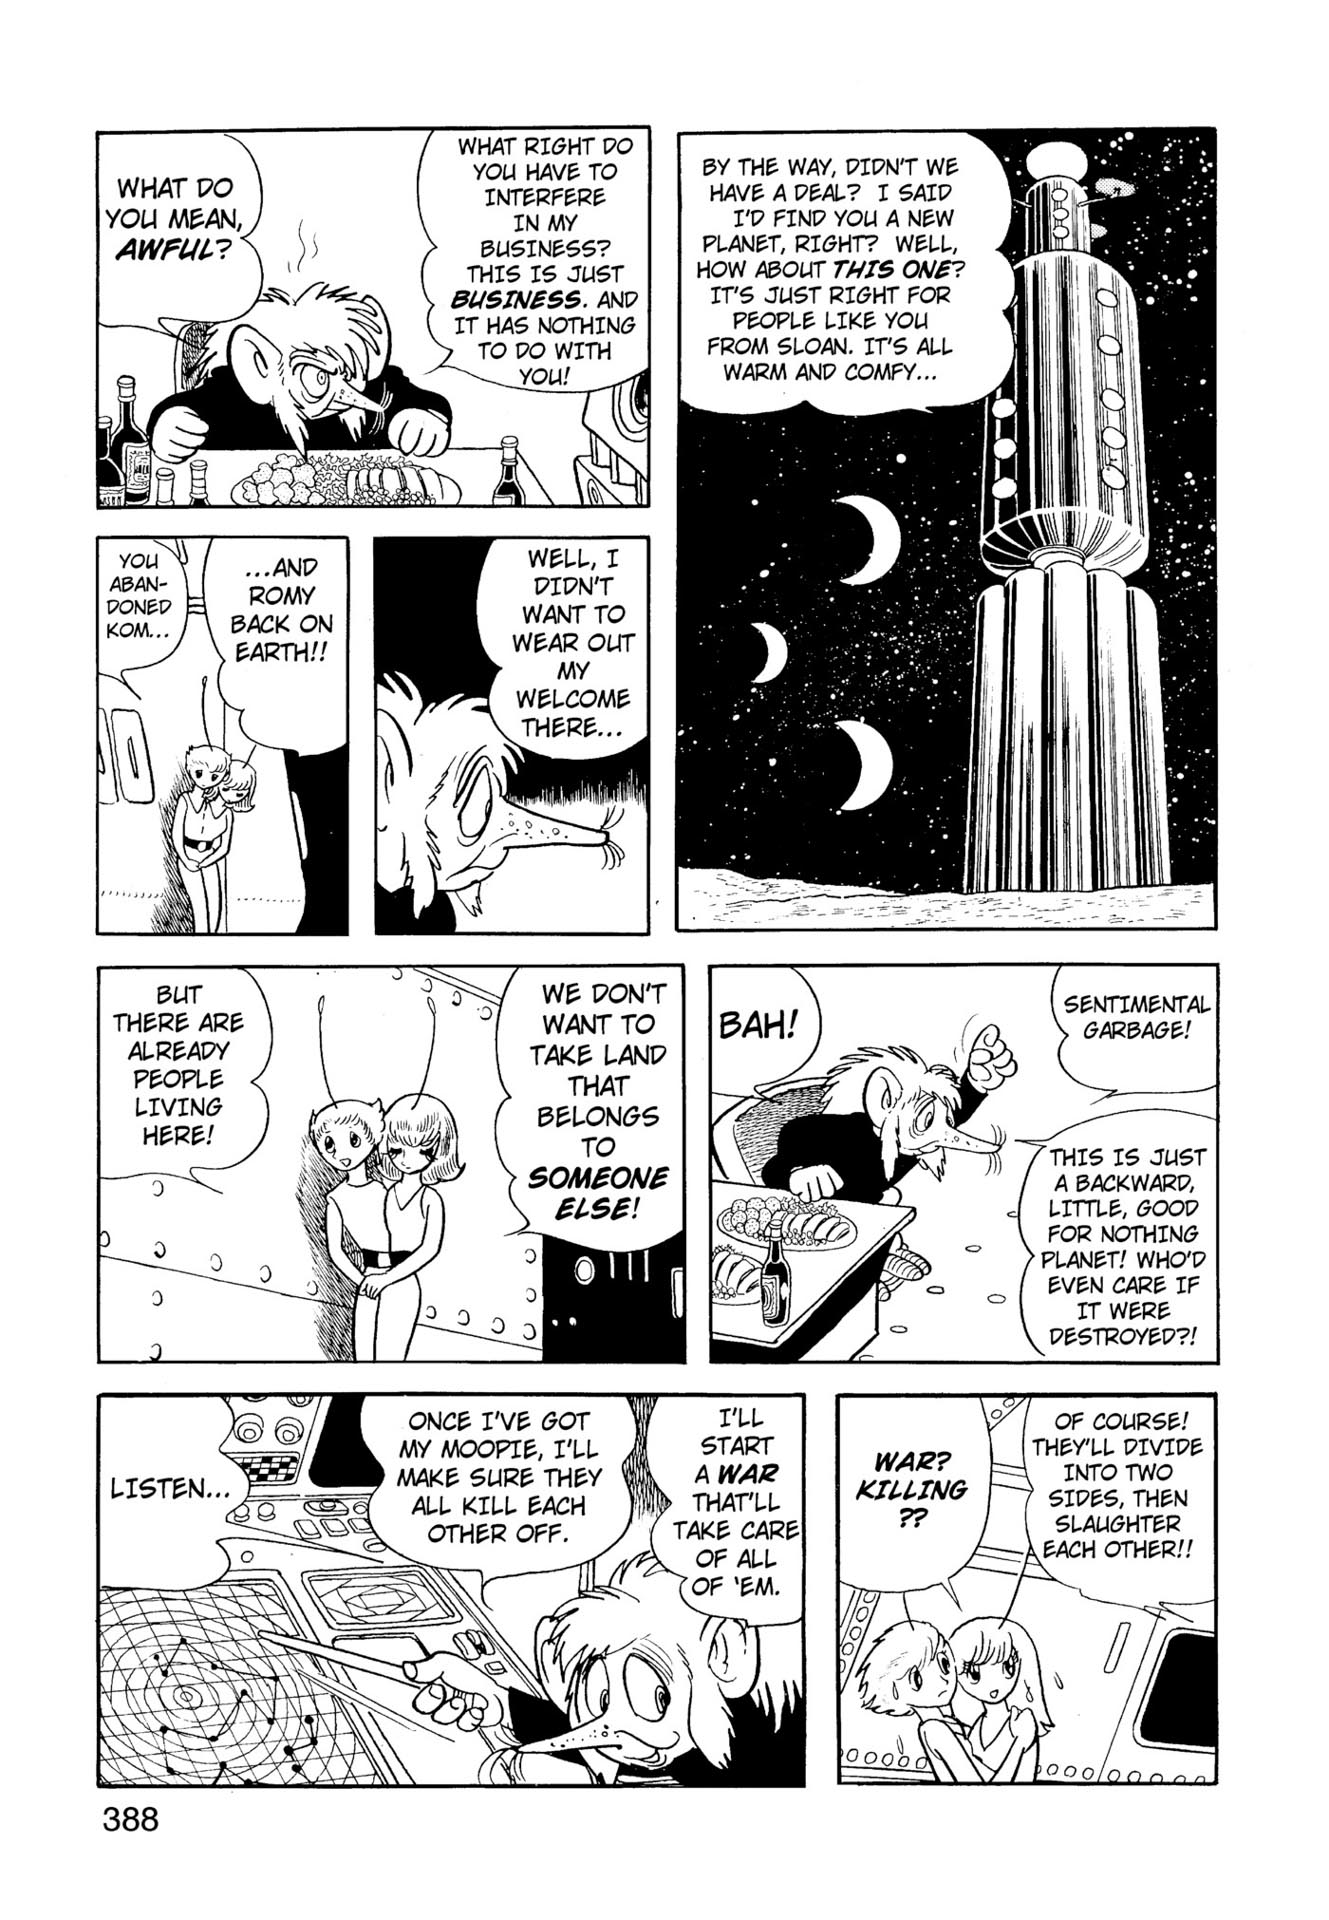 WHAT DO
YOU MEAN,
AWFUL?
WHAT RIGHT DO
YOU HAVE TO
INTERFERE
IN MY
BUSINESS?
THIS IS JUST
BUSINESS. AND
IT HAS NOTHING
TO DO WITH
YOU!
BY THE WAY, DIDN'T WE
HAVE A DEAL? I SAID
I'D FIND YOU A NEW
PLANET, RIGHT? WELL,
HOW ABOUT THIS ONE?
IT'S JUST RIGHT FOR
PEOPLE LIKE YOU
FROM SLOAN. IT'S ALL
WARM AND COMFY...
YOU
ABAN-
DONED
KOM...
...AND
ROMY
BACK ON
EARTH!!
WELL, I
DIDN'T
WANT TO
WEAR OUT
MY
WELCOME
THERE...
BUT
THERE ARE
ALREADY
PEOPLE
LIVING
HERE!
WE DON'T
WANT TO
TAKE LAND
THAT
BELONGS
TO
SOMEONE
ELSE!
BAH!
SENTIMENTAL
GARBAGE!
THIS IS JUST
A BACKWARD,
LITTLE, GOOD
FOR NOTHING
PLANET! WHO'D
EVEN CARE IF
IT WERE
DESTROYED?!
LISTEN...
ONCE I'VE GOT
MY MOOPIE, I'LL
MAKE SURE THEY
ALL KILL EACH
OTHER OFF.
I'LL
START
A WAR
THAT'LL
TAKE CARE
OF ALL
OF 'EM.
WAR?
KILLING
??
OF COURSE!
THEY'LL DIVIDE
INTO TWO
SIDES, THEN
SLAUGHTER
EACH OTHER!!
388